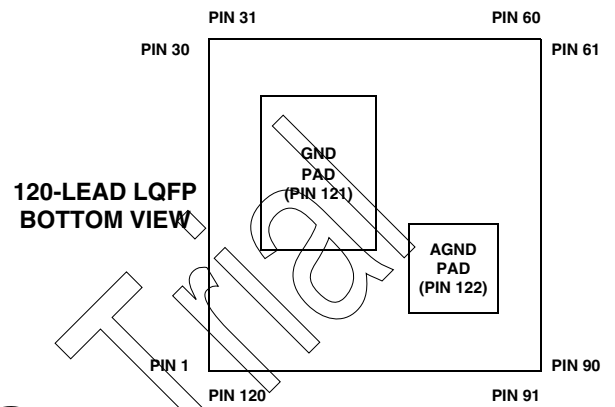 PIN 31
PIN 60
PIN 30
PIN 61
GND
PAD
(PIN 121)
120-LEAD LQFP
BOTTOM VIEW
AGND
PAD
(PIN 122)
PIN 1
PIN 90
PIN 120
PIN 91
Trial